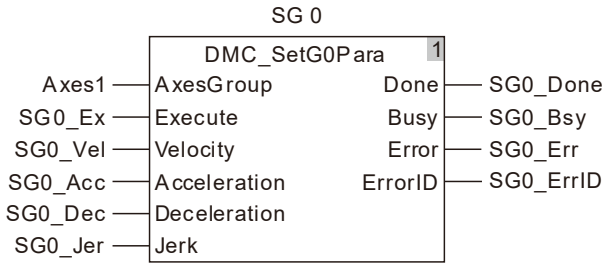 SG 0
DMC_SetG0Para 1
Axes1 AxesGroup Done SG0_Done
SG0_Ex Execute Busy SG0_Bsy
SG0_Vel Velocity Error SG0_Err
SG0_Acc Acceleration ErrorID SG0_ErrID
SG0_Dec Deceleration
SG0_Jer Jerk